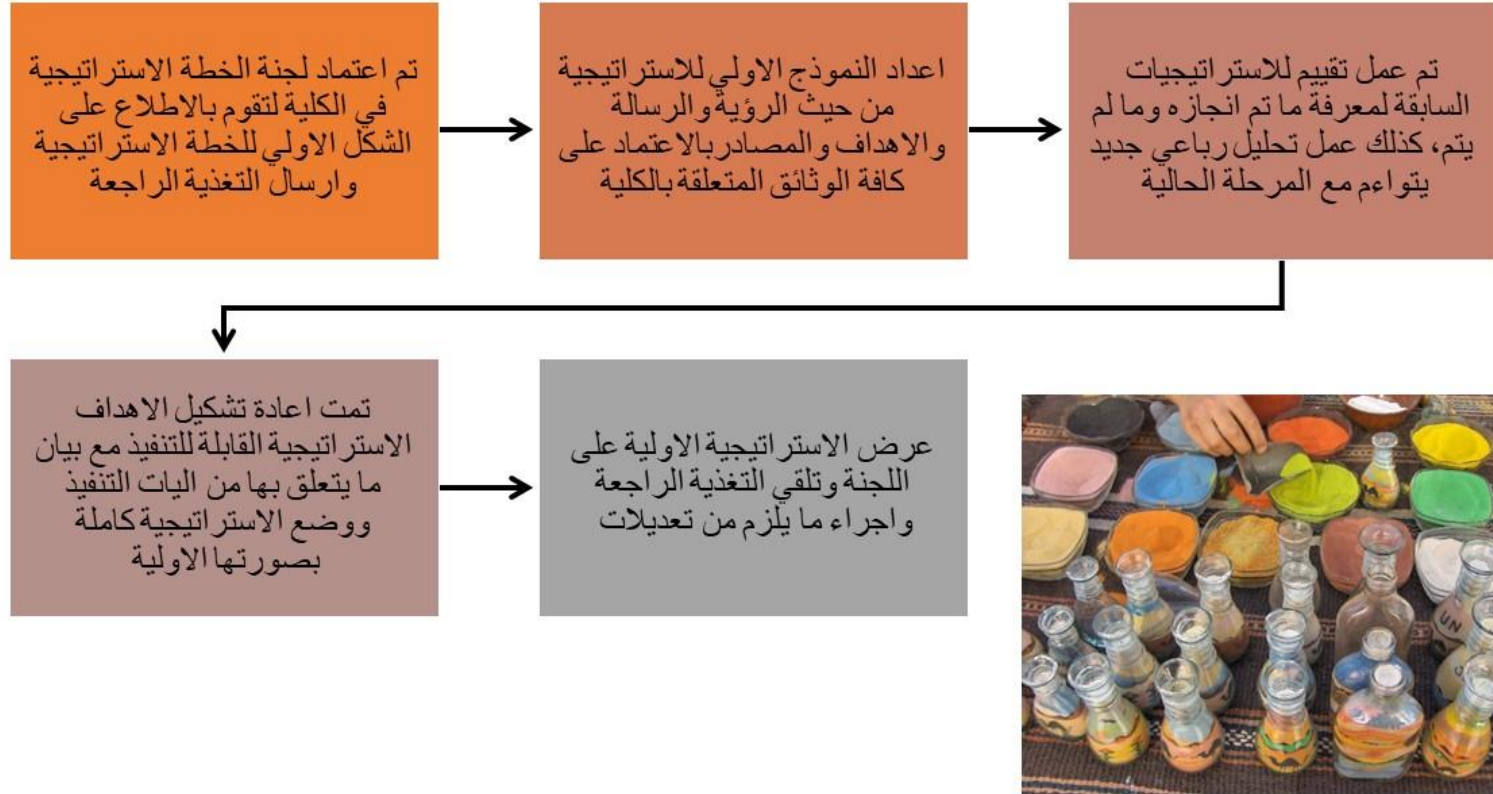 تم اعتماد لجنة الخطة الاستراتيجية
في الكلية لتقوم بالاطلاع على
الشكل الاولي للخطة الاستراتيجية
وارسال التغذية الراجعة
اعداد النموذج الاولي للاستراتيجية
من حيث الرؤية والرسالة
والاهداف والمصادر بالاعتماد على
كافة الوثائق المتعلقة بالكلية
تم عمل تقييم للاستراتيجيات
السابقة لمعرفة ما تم انجازه وما لم
يتم، كذلك عمل تحليل رباعي جديد
يتواءم مع المرحلة الحالية
تمت اعادة تشكيل الاهداف
الاستراتيجية القابلة للتنفيذ مع بيان
ما يتعلق بها من اليات التنفيذ
ووضع الاستراتيجية كاملة
بصورتها الاولية
عرض الاستراتيجية الاولية على
اللجنة وتلقي التغذية الراجعة
واجراء ما يلزم من تعديلات
UN